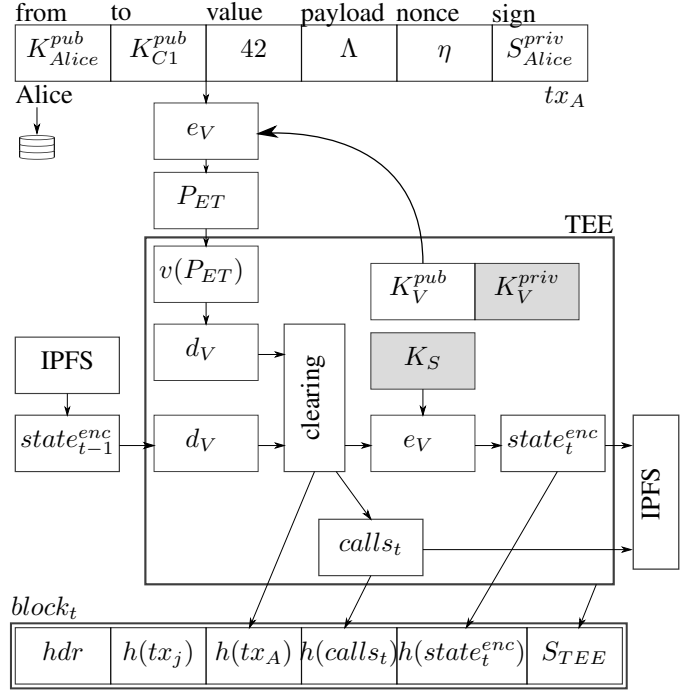 from to value payload nonce sign
K_{Alice}^{pub} K_{C1}^{pub} 42 Λ η S_{Alice}^{priv}
Alice tx_A
e_V
P_{ET}
TEE
v(P_{ET}) K_V^{pub} K_V^{priv}
d_V clearing K_S
IPFS
state_{t-1}^{enc} d_V e_V state_t^{enc} IPFS
calls_t
block_t
hdr h(tx_j) h(tx_A) h(calls_t) h(state_t^{enc}) S_{TEE}